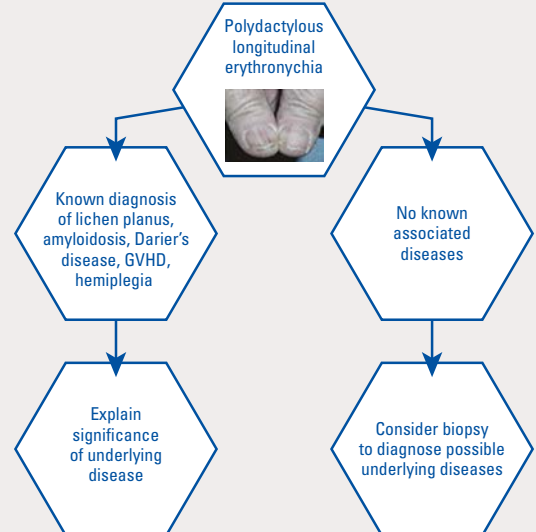 Polydactylous
longitudinal
erythronychia
Known diagnosis
of lichen planus,
amyloidosis, Darier's
disease, GVHD,
hemiplegia
No known
associated
diseases
Explain
significance
of underlying
disease
Consider biopsy
to diagnose possible
underlying diseases